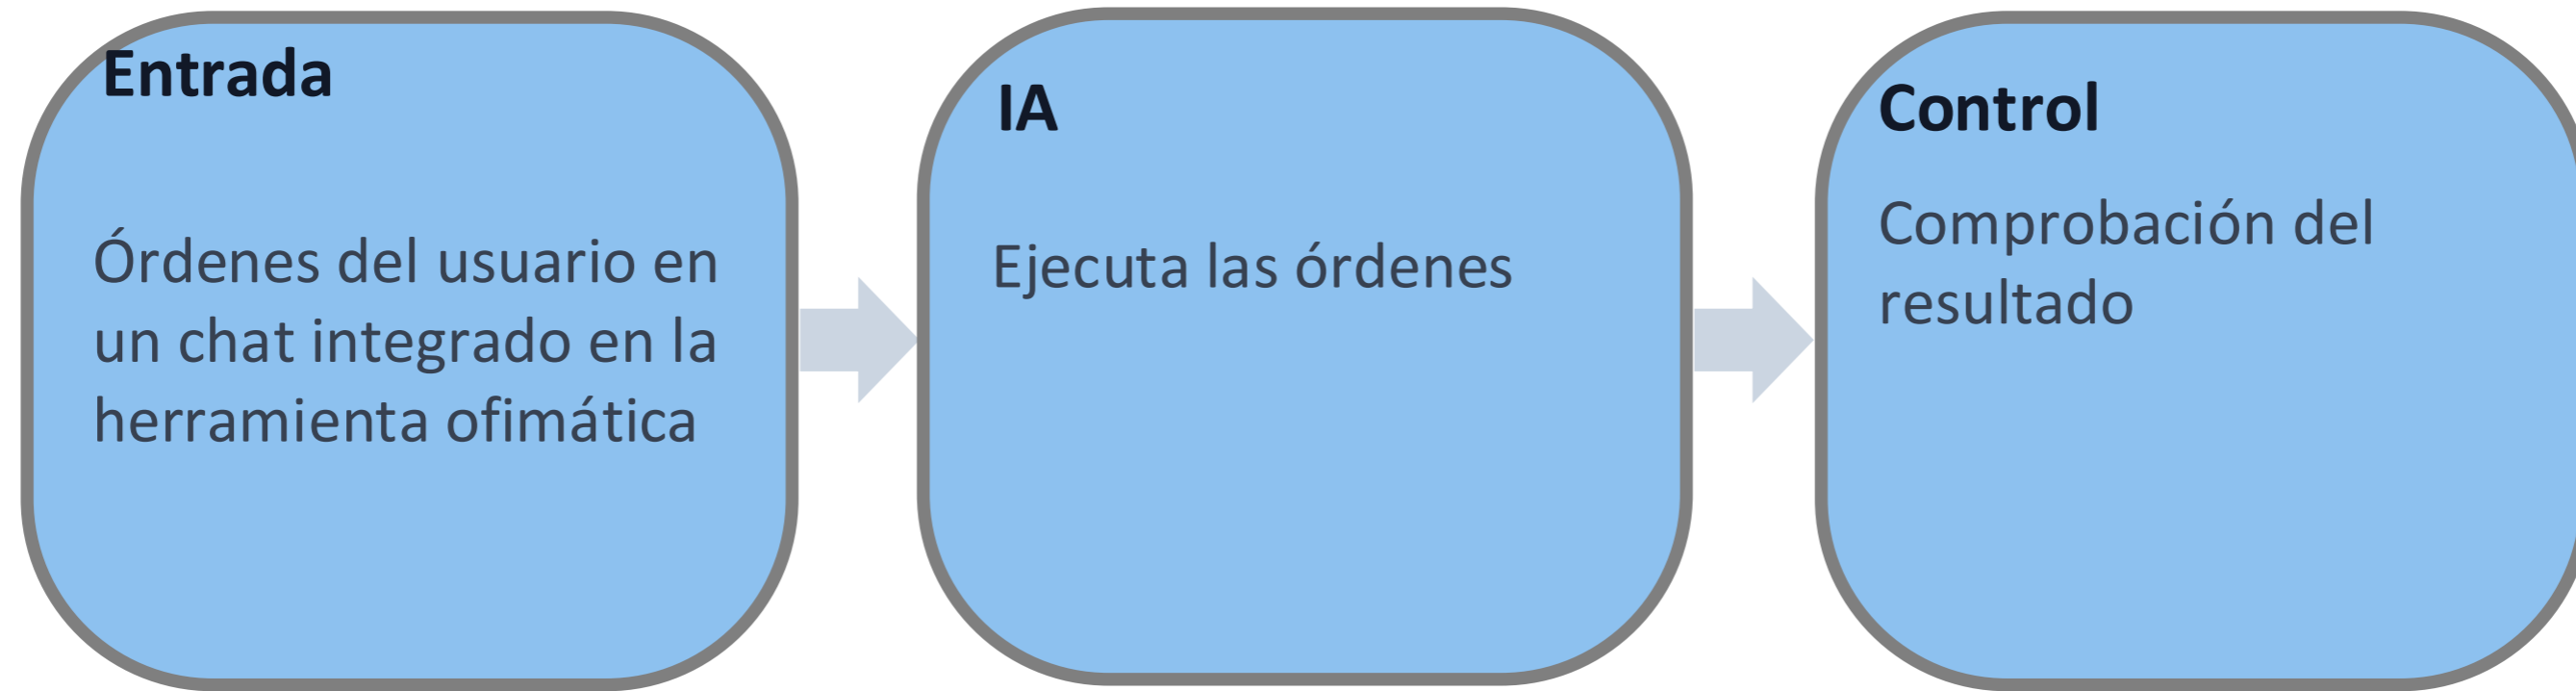 Entrada
Órdenes del usuario en
un chat integrado en la
herramienta ofimática
IA
Ejecuta las órdenes
Control
Comprobación del
resultado